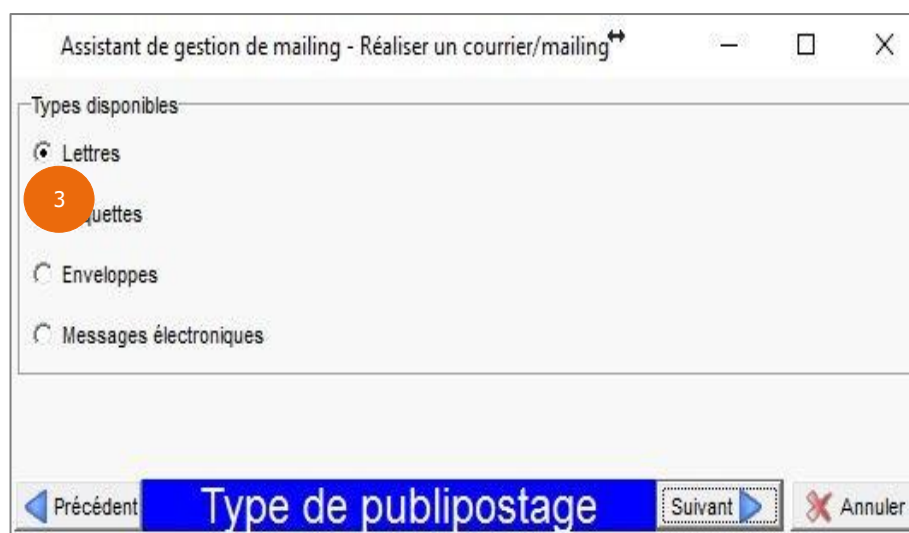 Assistant de gestion de mailing - Réaliser un courrier/mailing
Types disponibles
Lettres
3
quettes
Enveloppes
Messages électroniques
Précédent Type de publipostage Suivant Annuler